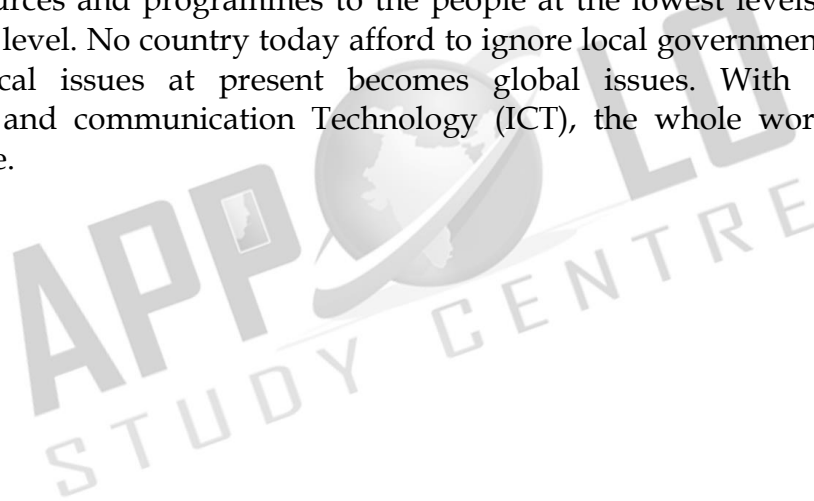 urces and programmes to the people at the lowest levels
level. No country today afford to ignore local governmen
cal issues at present becomes global issues. With
and communication Technology (ICT), the whole wor
e.
APPOLO
STUDY CENTRE